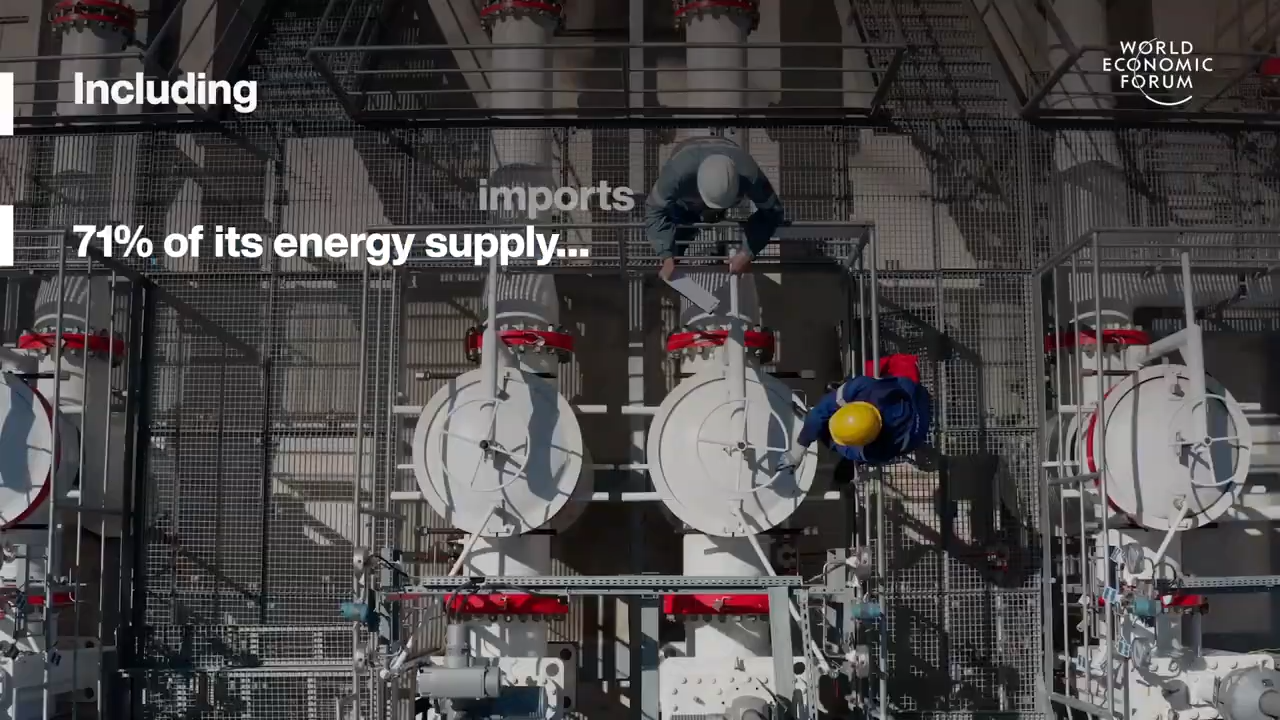 Including
imports
71% of its energy supply...
WORLD
ECONOMIC
FORUM